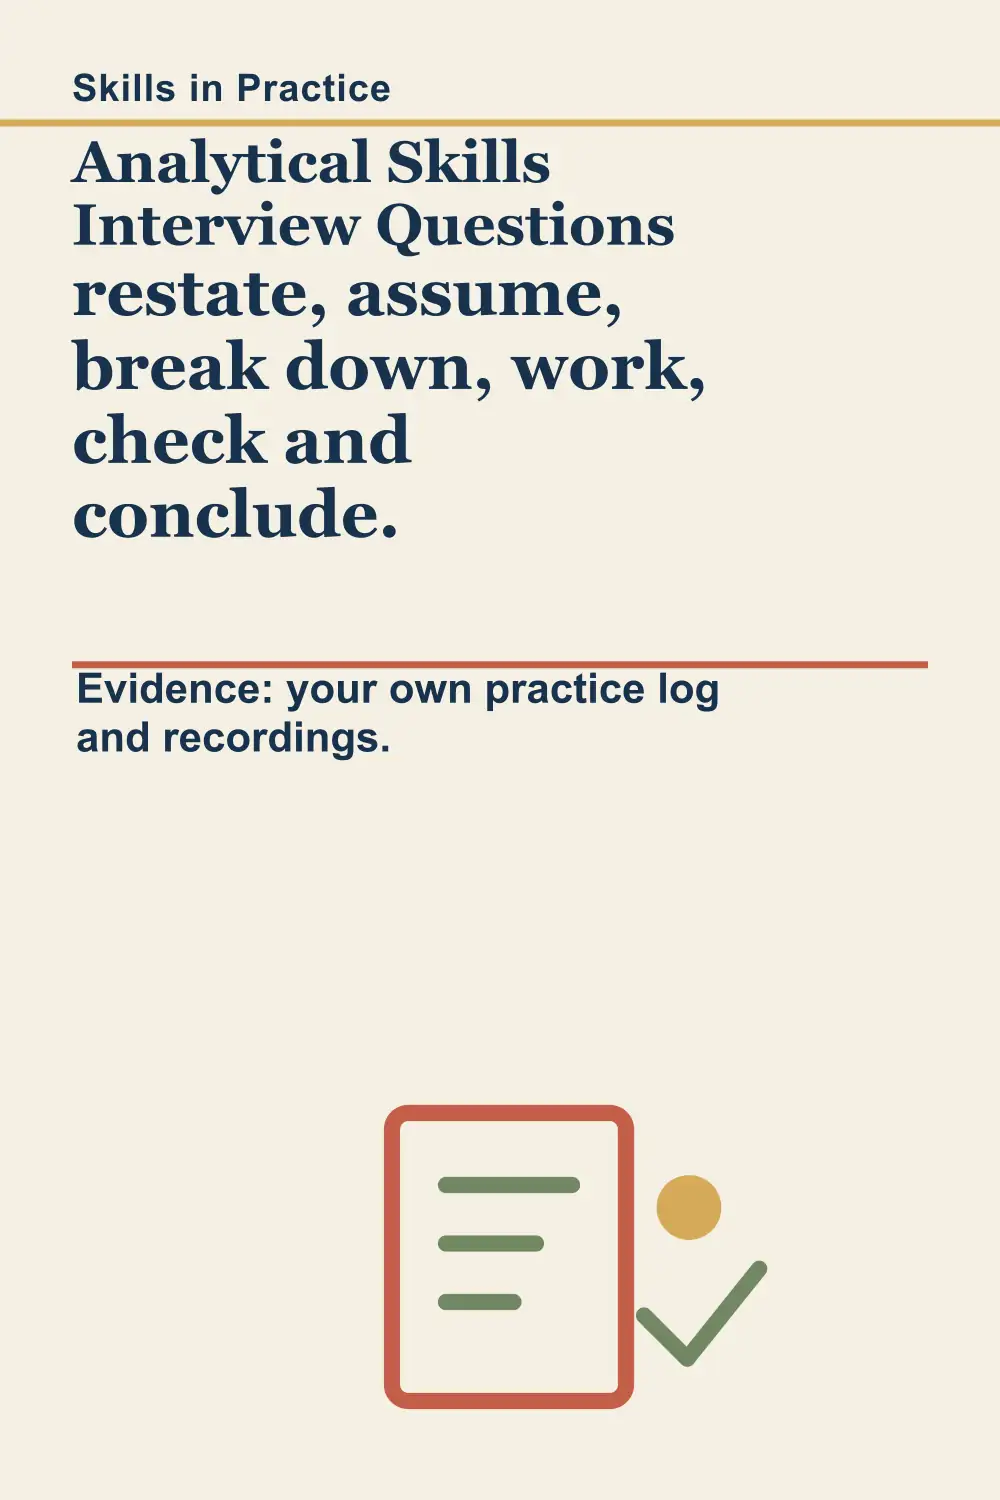 Skills in Practice
Analytical Skills
Interview Questions
restate, assume,
break down, work,
check and
conclude.
Evidence: your own practice log
and recordings.